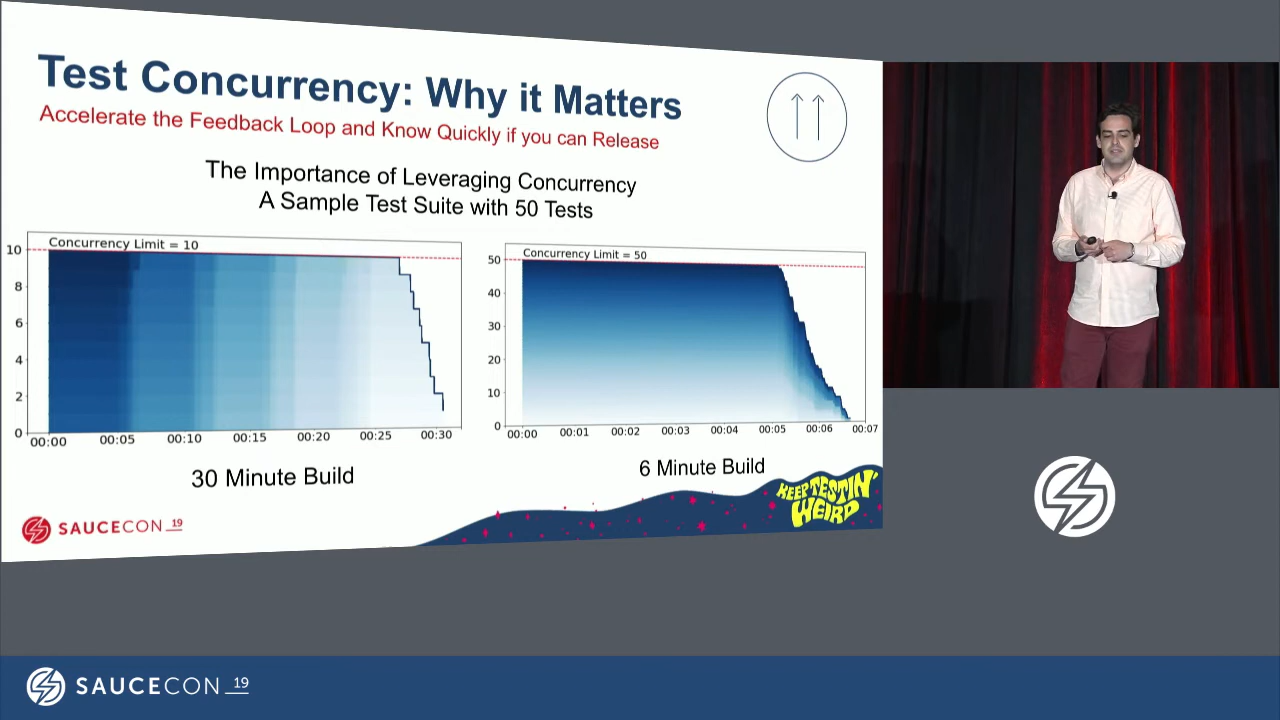 Test Concurrency: Why it Matters
Accelerate the Feedback Loop and Know Quickly if you can Release
The Importance of Leveraging Concurrency
A Sample Test Suite with 50 Tests
Concurrency Limit = 10
10
8
6
4
2
0
00:00 00:05 00:10 00:15 00:20 00:25 00:30
30 Minute Build
Concurrency Limit = 50
50
40
30
20
10
0
00:00 00:01 00:02 00:03 00:04 00:05 00:06 00:07
6 Minute Build
KEEP TESTIN'
WEIRD
SAUCECON 19
SAUCECON 19